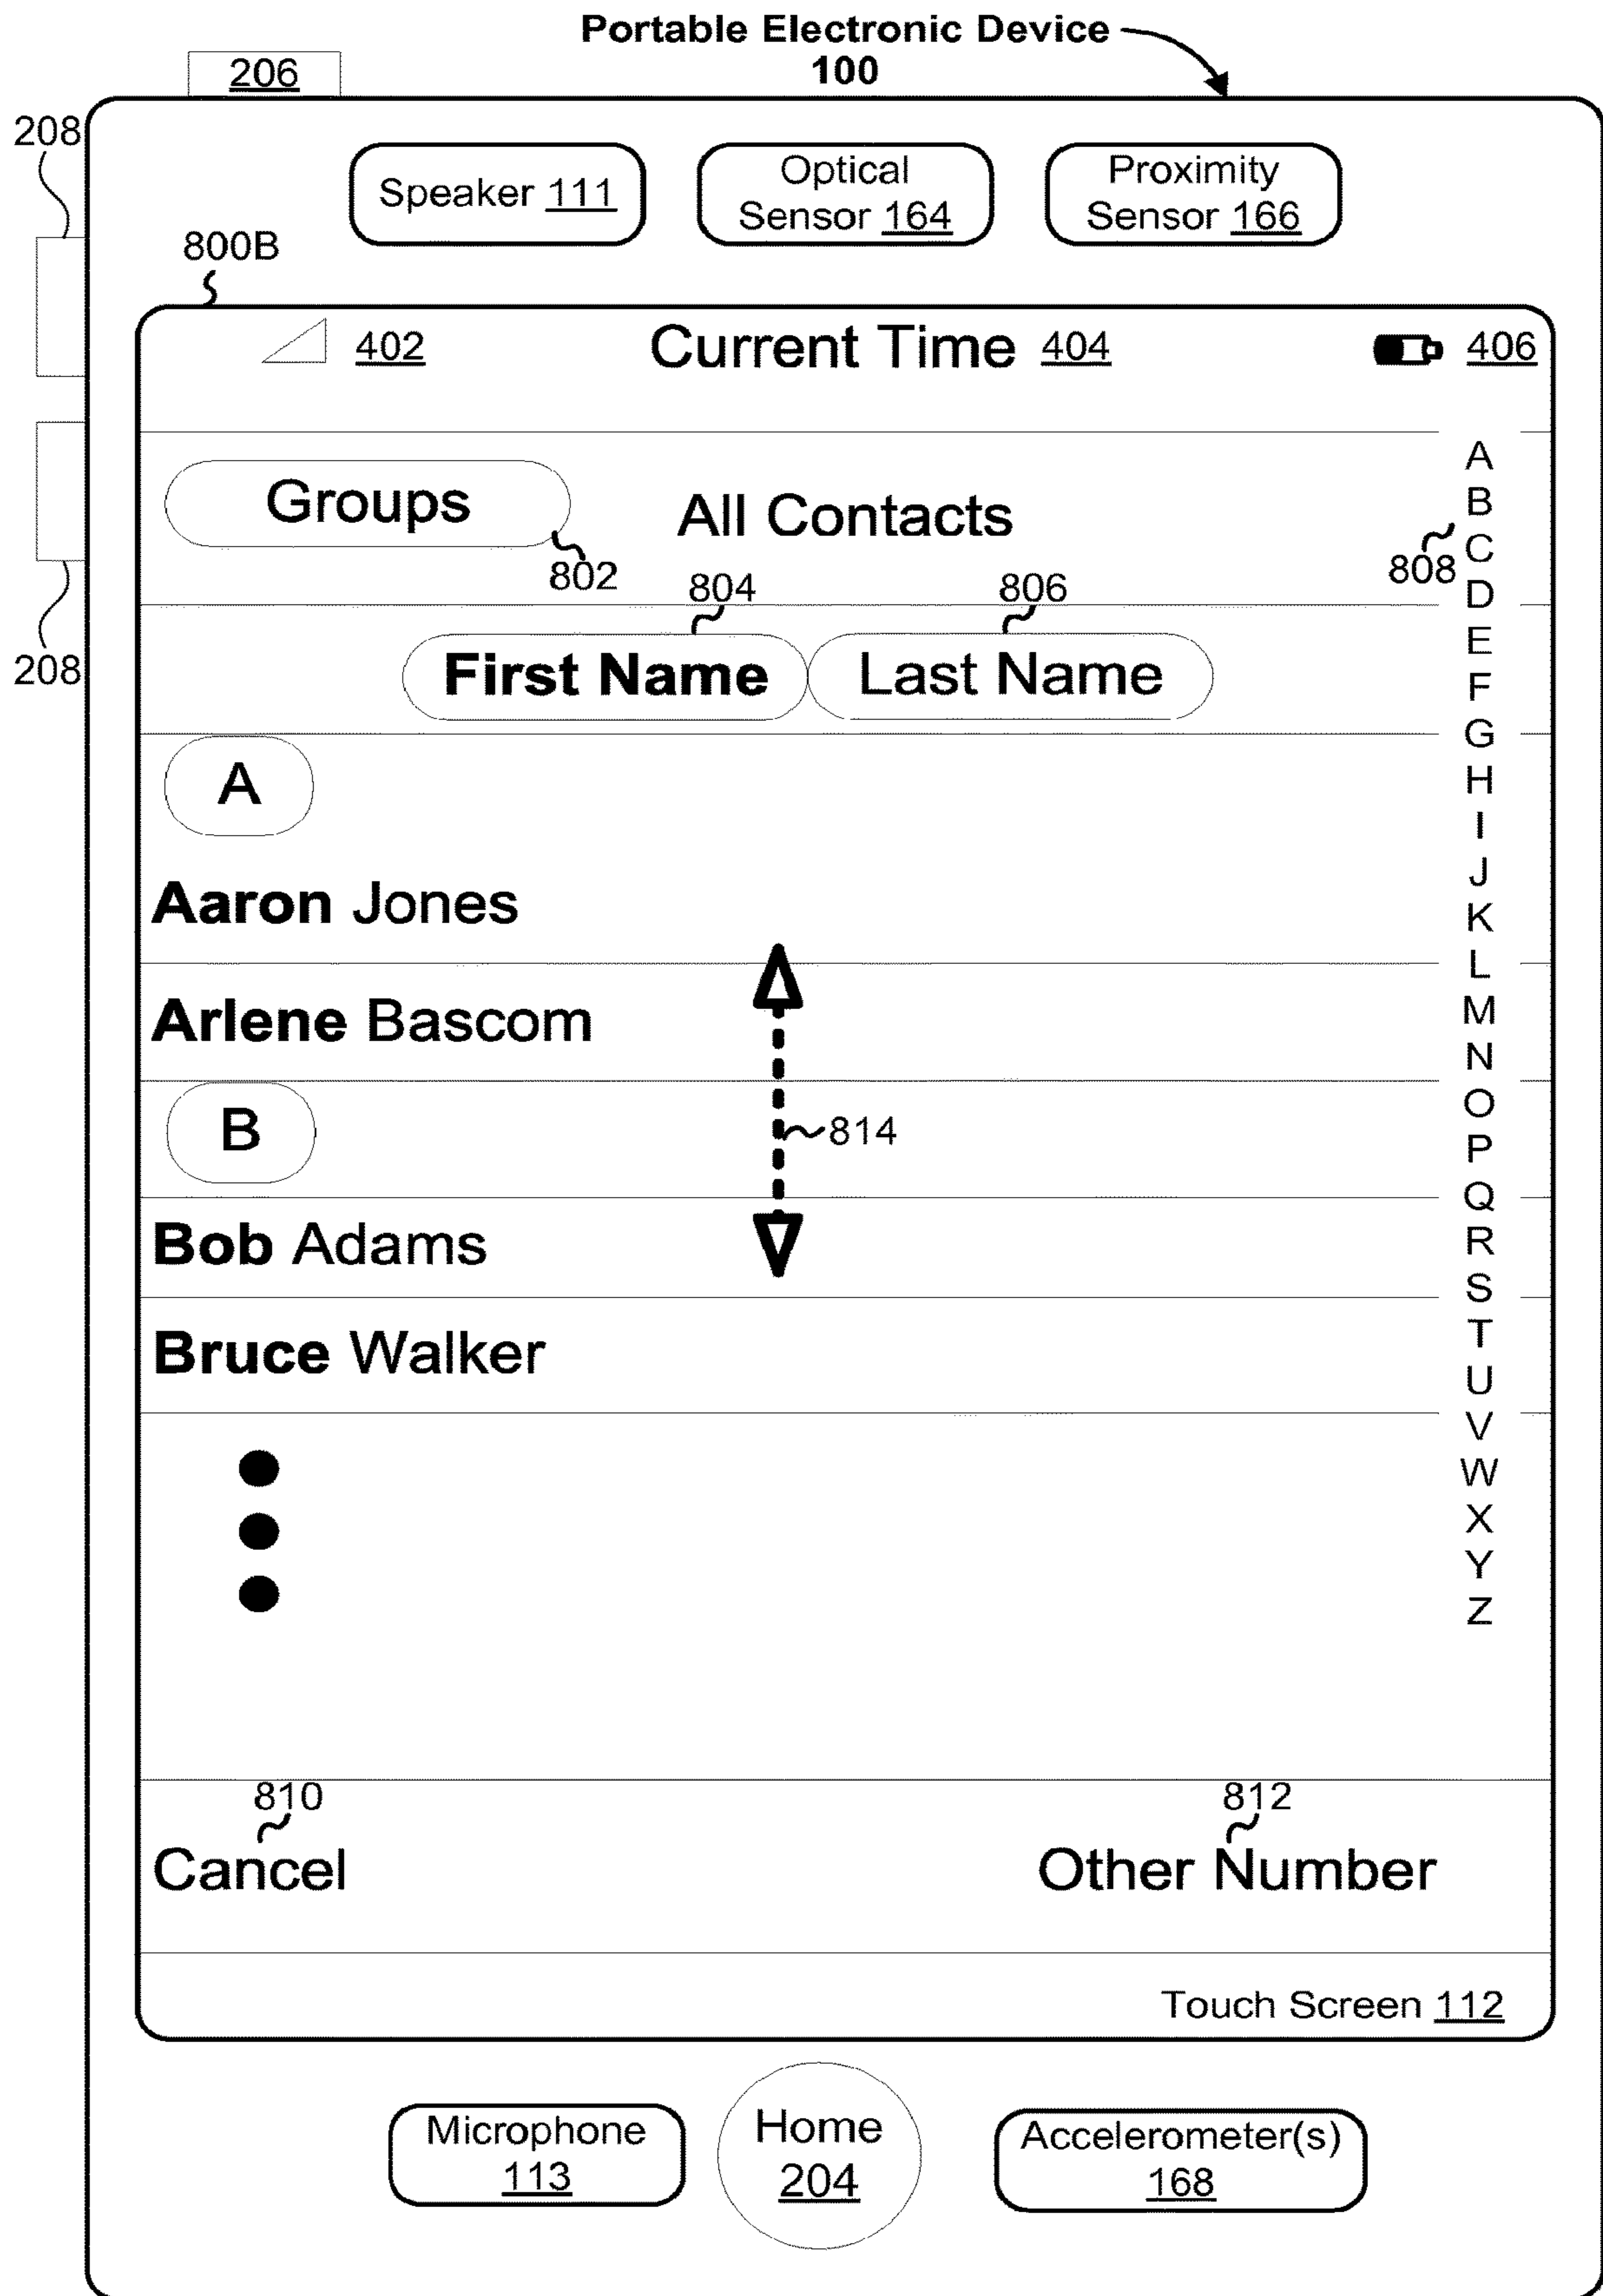 Portable Electronic Device
100
206
208
Speaker 111
Optical
Sensor 164
Proximity
Sensor 166
800B
402
Current Time 404
406
Groups
All Contacts
802
804
806
808
208
First Name
Last Name
A
B
C
D
E
F
G
H
I
J
K
L
M
N
O
P
Q
R
S
T
U
V
W
X
Y
Z
A
Aaron Jones
Arlene Bascom
B
814
Bob Adams
Bruce Walker
810
812
Cancel
Other Number
Touch Screen 112
Microphone
113
Home
204
Accelerometer(s)
168